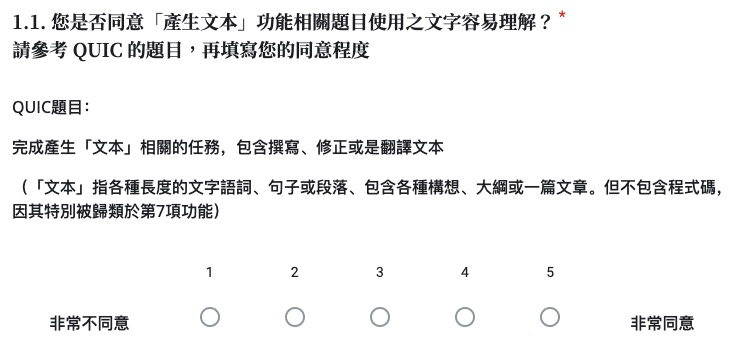 1.1. 您是否同意「產生文本」功能相關題目使用之文字容易理解？ *
請參考 QUIC 的題目，再填寫您的同意程度
QUIC題目：
完成產生「文本」相關的任務，包含撰寫、修正或是翻譯文本
（「文本」指各種長度的文字語詞、句子或段落、包含各種構想、大綱或一篇文章。但不包含程式碼，
因其特別被歸類於第7項功能）
1 2 3 4 5
非常不同意 非常同意